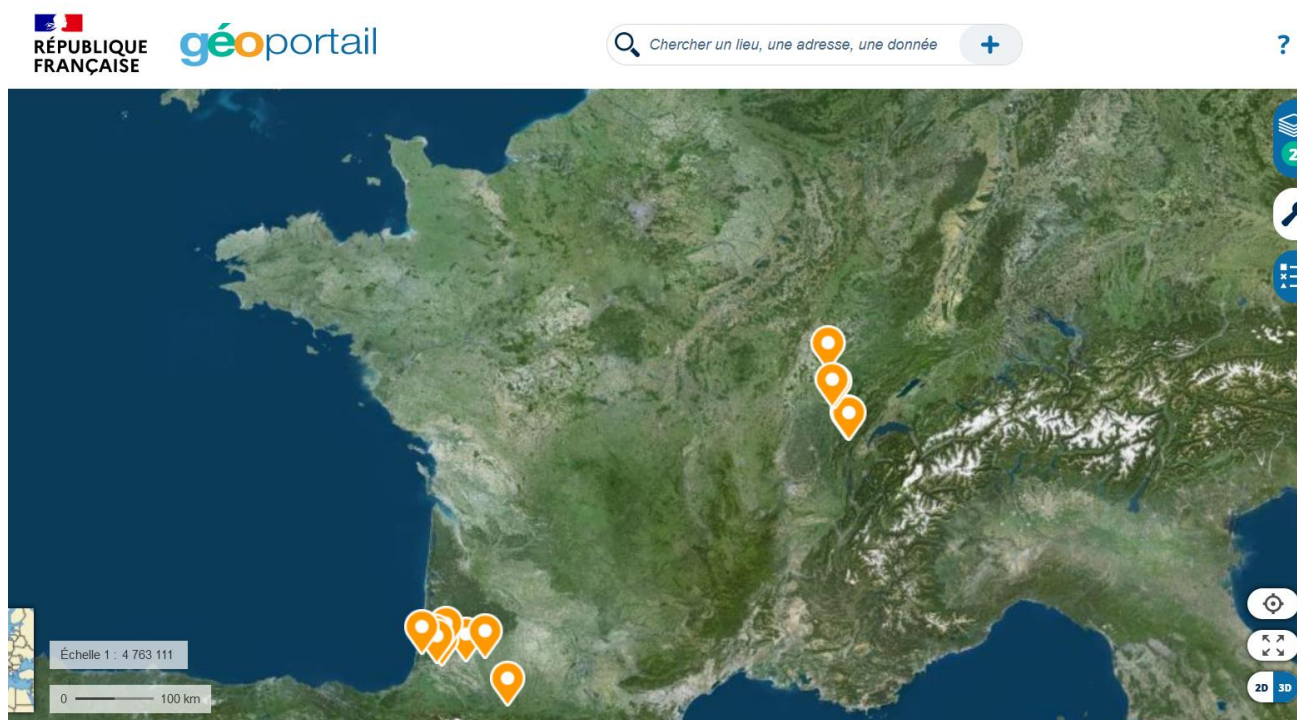 RÉPUBLIQUE
FRANÇAISE
géoportail
Chercher un lieu, une adresse, une donnée
+
?
2
Échelle 1 : 4 763 111
0
100 km
2D 3D